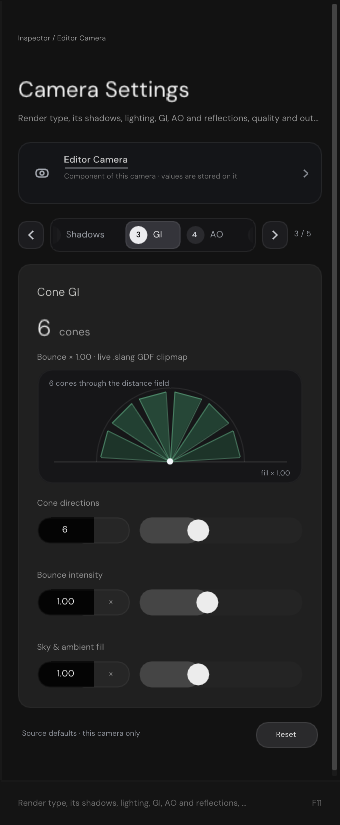 Inspector / Editor Camera
Camera Settings
Render type, its shadows, lighting, GI, AO and reflections, quality and out...
Editor Camera
Component of this camera · values are stored on it
Shadows
3 GI
4 AO
3 / 5
Cone GI
6 cones
Bounce × 1.00 · live .slang GDF clipmap
6 cones through the distance field
fill × 1.00
Cone directions
6
Bounce intensity
1.00 ×
Sky & ambient fill
1.00 ×
Source defaults · this camera only
Reset
Render type, its shadows, lighting, GI, AO and reflections, ...
F11